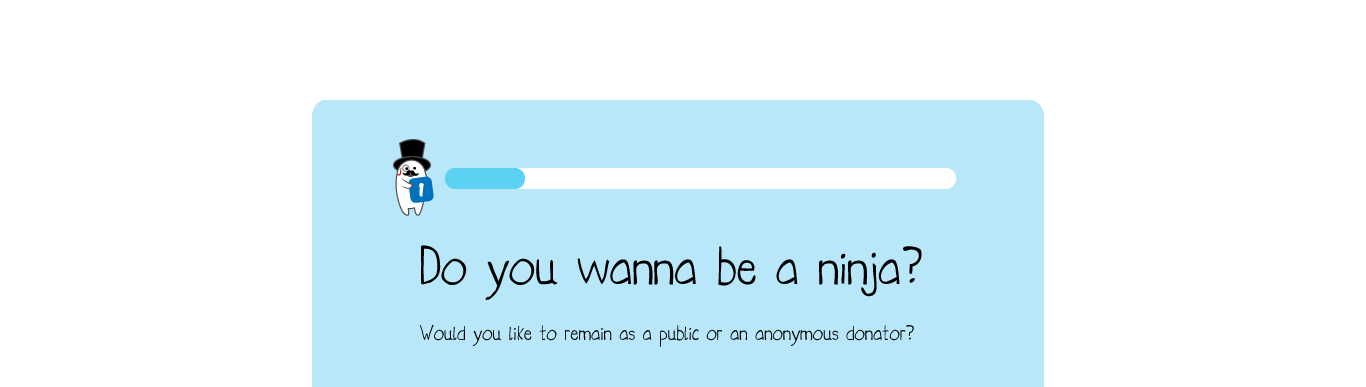 Do you wanna be a ninja?
Would you like to remain as a public or an anonymous donator?